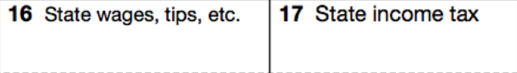 16 State wages, tips, etc.
17 State income tax